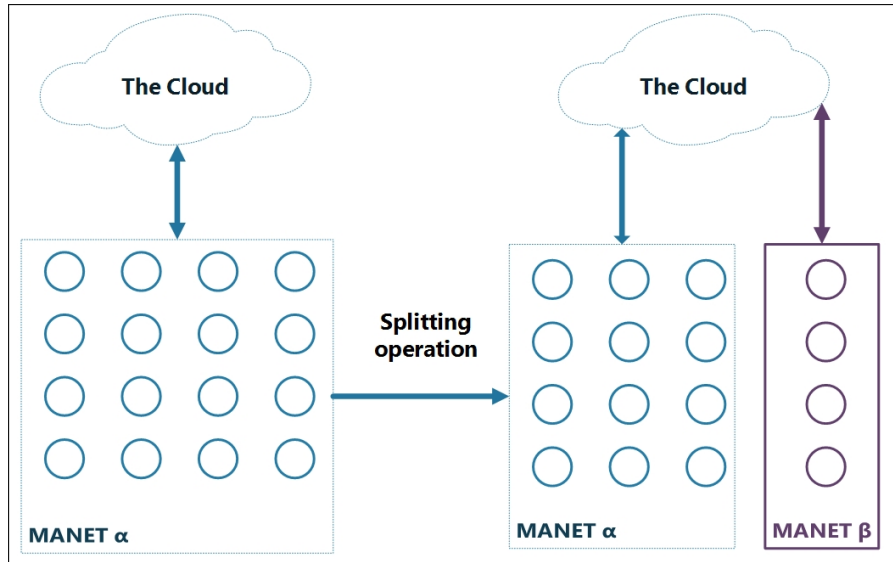 The Cloud
The Cloud
Splitting
operation
MANET α
MANET α
MANET β